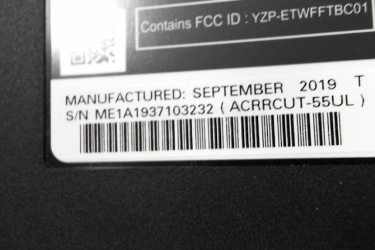 Contains FCC ID : YZP-ETWFFTBC01
MANUFACTURED: SEPTEMBER 2019 T
S/N ME1A1937103232 ( ACRRCUT-55UL )